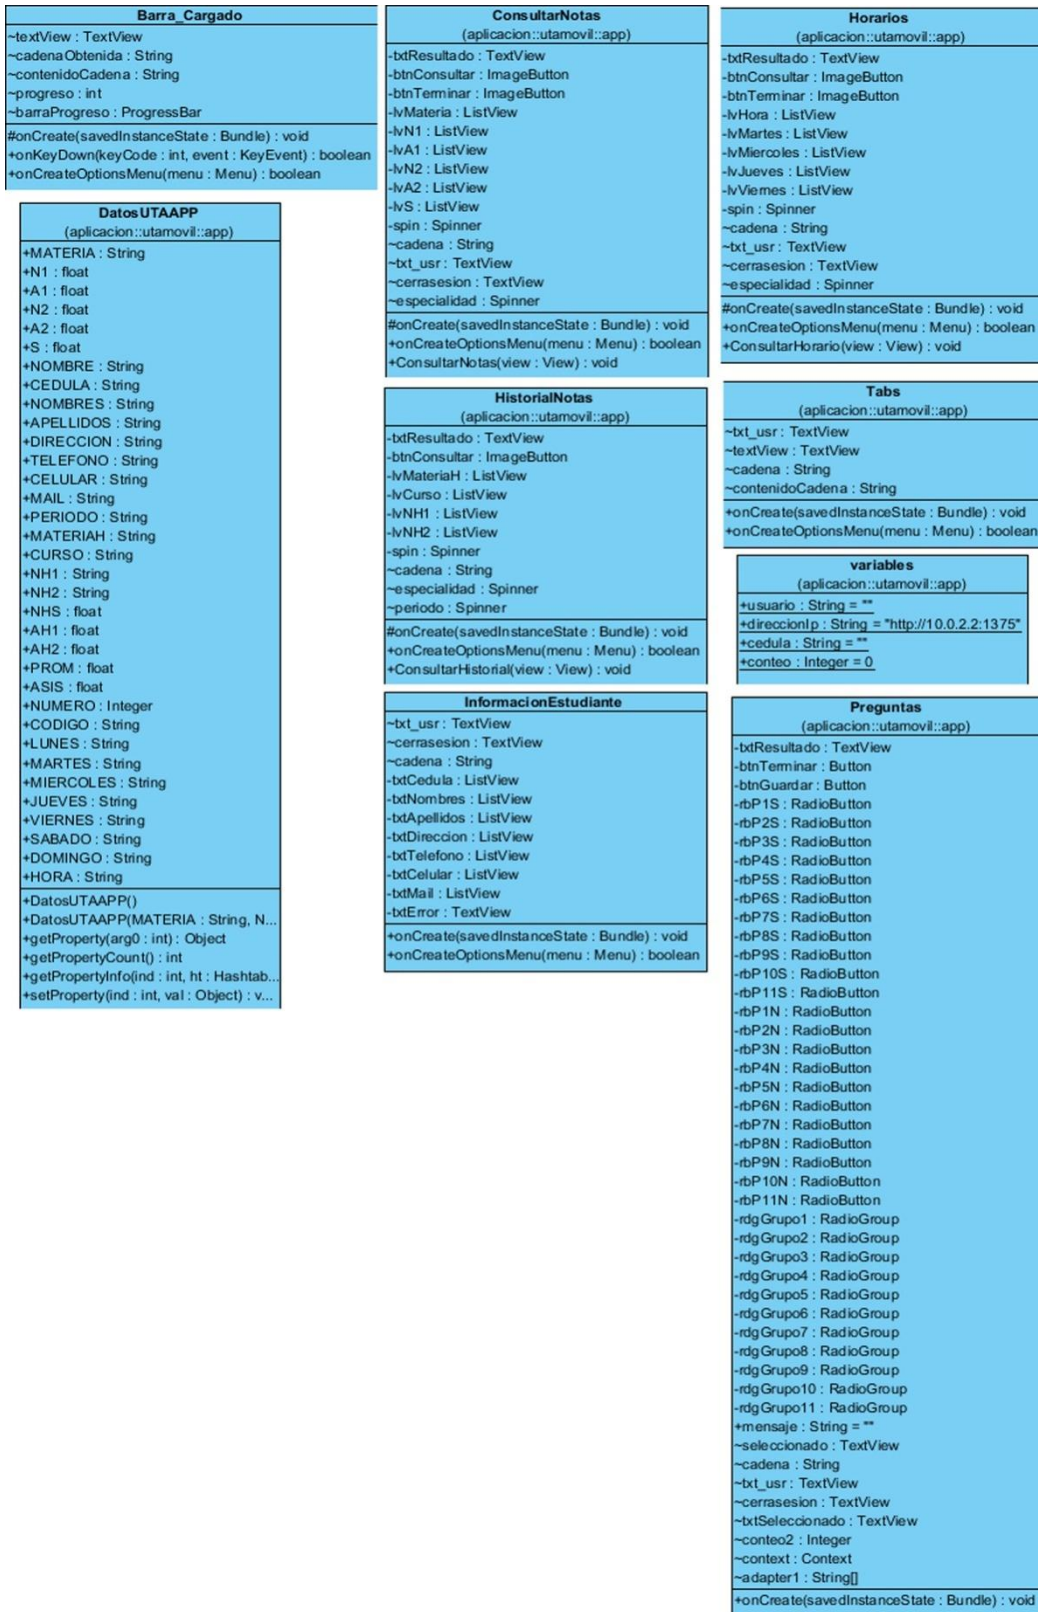 Barra_Cargado
~textView : TextView
~cadenaObtenida : String
~contenidoCadena : String
~progreso : int
~barraProgreso : ProgressBar
#onCreate(savedInstanceState : Bundle) : void
+onKeyDown(keyCode : int, event : KeyEvent) : boolean
+onCreateOptionsMenu(menu : Menu) : boolean
DatosUTAAPP
(aplicacion::utamovil::app)
+MATERIA : String
+N1 : float
+A1 : float
+N2 : float
+A2 : float
+S : float
+NOMBRE : String
+CEDULA : String
+NOMBRES : String
+APELLIDOS : String
+DIRECCION : String
+TELEFONO : String
+CELULAR : String
+MAIL : String
+PERIODO : String
+MATERIAH : String
+CURSO : String
+NH1 : String
+NH2 : String
+NHS : float
+AH1 : float
+AH2 : float
+PROM : float
+ASIS : float
+NUMERO : Integer
+CODIGO : String
+LUNES : String
+MARTES : String
+MIERCOLES : String
+JUEVES : String
+VIERNES : String
+SABADO : String
+DOMINGO : String
+HORA : String
+DatosUTAAPP()
+DatosUTAAPP(MATERIA : String, N...
+getProperty(arg0 : int) : Object
+getPropertyCount() : int
+getPropertyInfo(ind : int, ht : Hashtab...
+setProperty(ind : int, val : Object) : v...
ConsultarNotas
(aplicacion::utamovil::app)
-txtResultado : TextView
-btnConsultar : ImageButton
-btnTerminar : ImageButton
-lvMateria : ListView
-lvN1 : ListView
-lvA1 : ListView
-lvN2 : ListView
-lvA2 : ListView
-lvS : ListView
-spin : Spinner
~cadena : String
~txt_usr : TextView
~cerrasesion : TextView
~especialidad : Spinner
#onCreate(savedInstanceState : Bundle) : void
+onCreateOptionsMenu(menu : Menu) : boolean
+ConsultarNotas(view : View) : void
HistorialNotas
(aplicacion::utamovil::app)
-txtResultado : TextView
-btnConsultar : ImageButton
-lvMateriaH : ListView
-lvCurso : ListView
-lvNH1 : ListView
-lvNH2 : ListView
-spin : Spinner
~cadena : String
~especialidad : Spinner
~periodo : Spinner
#onCreate(savedInstanceState : Bundle) : void
+onCreateOptionsMenu(menu : Menu) : boolean
+ConsultarHistorial(view : View) : void
InformacionEstudiante
~txt_usr : TextView
~cerrasesion : TextView
~cadena : String
-txtCedula : ListView
-txtNombres : ListView
-txtApellidos : ListView
-txtDireccion : ListView
-txtTelefono : ListView
-txtCelular : ListView
-txtMail : ListView
-txtError : TextView
+onCreate(savedInstanceState : Bundle) : void
+onCreateOptionsMenu(menu : Menu) : boolean
Horarios
(aplicacion::utamovil::app)
-txtResultado : TextView
-btnConsultar : ImageButton
-btnTerminar : ImageButton
-lvHora : ListView
-lvMartes : ListView
-lvMiercoles : ListView
-lvJueves : ListView
-lvViernes : ListView
-spin : Spinner
~cadena : String
~txt_usr : TextView
~cerrasesion : TextView
~especialidad : Spinner
#onCreate(savedInstanceState : Bundle) : void
+onCreateOptionsMenu(menu : Menu) : boolean
+ConsultarHorario(view : View) : void
Tabs
(aplicacion::utamovil::app)
~txt_usr : TextView
~textView : TextView
~cadena : String
~contenidoCadena : String
+onCreate(savedInstanceState : Bundle) : void
+onCreateOptionsMenu(menu : Menu) : boolean
variables
(aplicacion::utamovil::app)
+usuario : String = ""
+direccionIp : String = "http://10.0.2.2:1375"
+cedula : String = ""
+conteo : Integer = 0
Preguntas
(aplicacion::utamovil::app)
-txtResultado : TextView
-btnTerminar : Button
-btnGuardar : Button
-rbP1S : RadioButton
-rbP2S : RadioButton
-rbP3S : RadioButton
-rbP4S : RadioButton
-rbP5S : RadioButton
-rbP6S : RadioButton
-rbP7S : RadioButton
-rbP8S : RadioButton
-rbP9S : RadioButton
-rbP10S : RadioButton
-rbP11S : RadioButton
-rbP1N : RadioButton
-rbP2N : RadioButton
-rbP3N : RadioButton
-rbP4N : RadioButton
-rbP5N : RadioButton
-rbP6N : RadioButton
-rbP7N : RadioButton
-rbP8N : RadioButton
-rbP9N : RadioButton
-rbP10N : RadioButton
-rbP11N : RadioButton
-rdgGrupo1 : RadioGroup
-rdgGrupo2 : RadioGroup
-rdgGrupo3 : RadioGroup
-rdgGrupo4 : RadioGroup
-rdgGrupo5 : RadioGroup
-rdgGrupo6 : RadioGroup
-rdgGrupo7 : RadioGroup
-rdgGrupo8 : RadioGroup
-rdgGrupo9 : RadioGroup
-rdgGrupo10 : RadioGroup
-rdgGrupo11 : RadioGroup
+mensaje : String = ""
~seleccionado : TextView
~cadena : String
~txt_usr : TextView
~cerrasesion : TextView
~txtSeleccionado : TextView
~conteo2 : Integer
~context : Context
~adapter1 : String[]
+onCreate(savedInstanceState : Bundle) : void